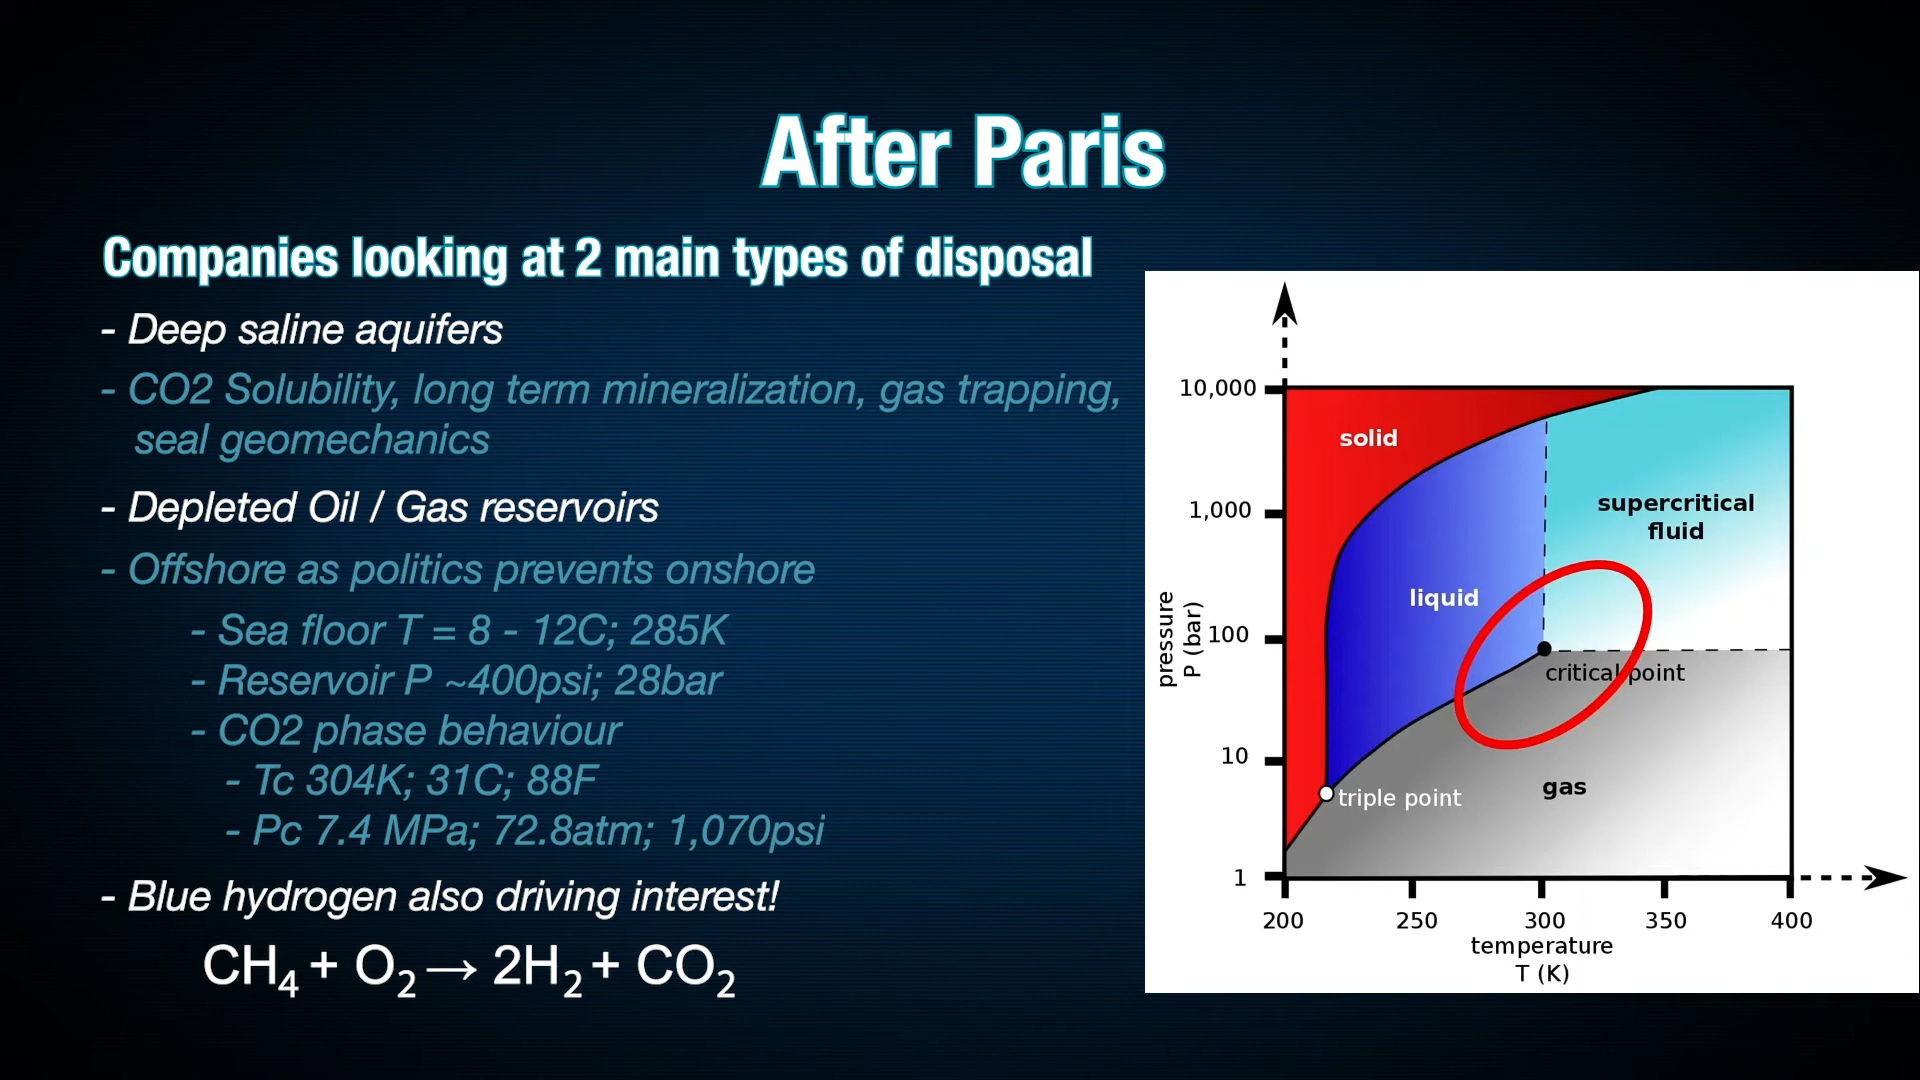 After Paris
Companies looking at 2 main types of disposal
- Deep saline aquifers
- CO2 Solubility, long term mineralization, gas trapping,
seal geomechanics
- Depleted Oil / Gas reservoirs
- Offshore as politics prevents onshore
- Sea floor T = 8 - 12C; 285K
- Reservoir P ~400psi; 28bar
- CO2 phase behaviour
- Tc 304K; 31C; 88F
- Pc 7.4 MPa; 72.8atm; 1,070psi
- Blue hydrogen also driving interest!
CH₄ + O₂ → 2H₂ + CO₂
10,000
1,000
100
10
1
pressure
P (bar)
solid
supercritical
fluid
liquid
critical point
gas
triple point
200 250 300 350 400
temperature
T (K)